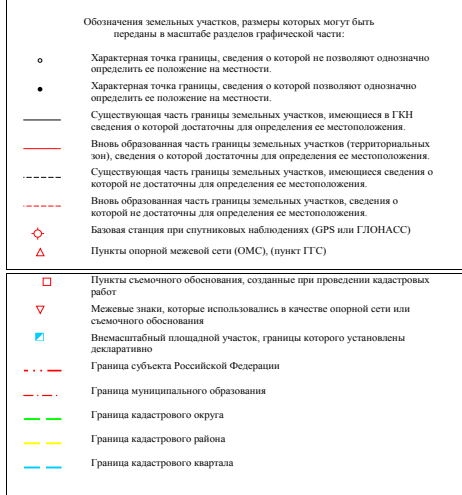 Обозначения земельных участков, размеры которых могут быть
переданы в масштабе разделов графической части:
Характерная точка границы, сведения о которой не позволяют однозначно
определить ее положение на местности.
Характерная точка границы, сведения о которой позволяют однозначно
определить ее положение на местности.
Существующая часть границы земельных участков, имеющиеся в ГКН
сведения о которой достаточны для определения ее местоположения.
Вновь образованная часть границы земельных участков (территориальных
зон), сведения о которой достаточны для определения ее местоположения.
Существующая часть границы земельных участков, имеющиеся сведения о
которой не достаточны для определения ее местоположения.
Вновь образованная часть границы земельных участков, сведения о
которой не достаточны для определения ее местоположения.
Базовая станция при спутниковых наблюдениях (GPS или ГЛОНАСС)
Пункты опорной межевой сети (ОМС), (пункт ГГС)
Пункты съемочного обоснования, созданные при проведении кадастровых
работ
Межевые знаки, которые использовались в качестве опорной сети или
съемочного обоснования
Внемасштабный площадной участок, границы которого установлены
декларативно
Граница субъекта Российской Федерации
Граница муниципального образования
Граница кадастрового округа
Граница кадастрового района
Граница кадастрового квартала